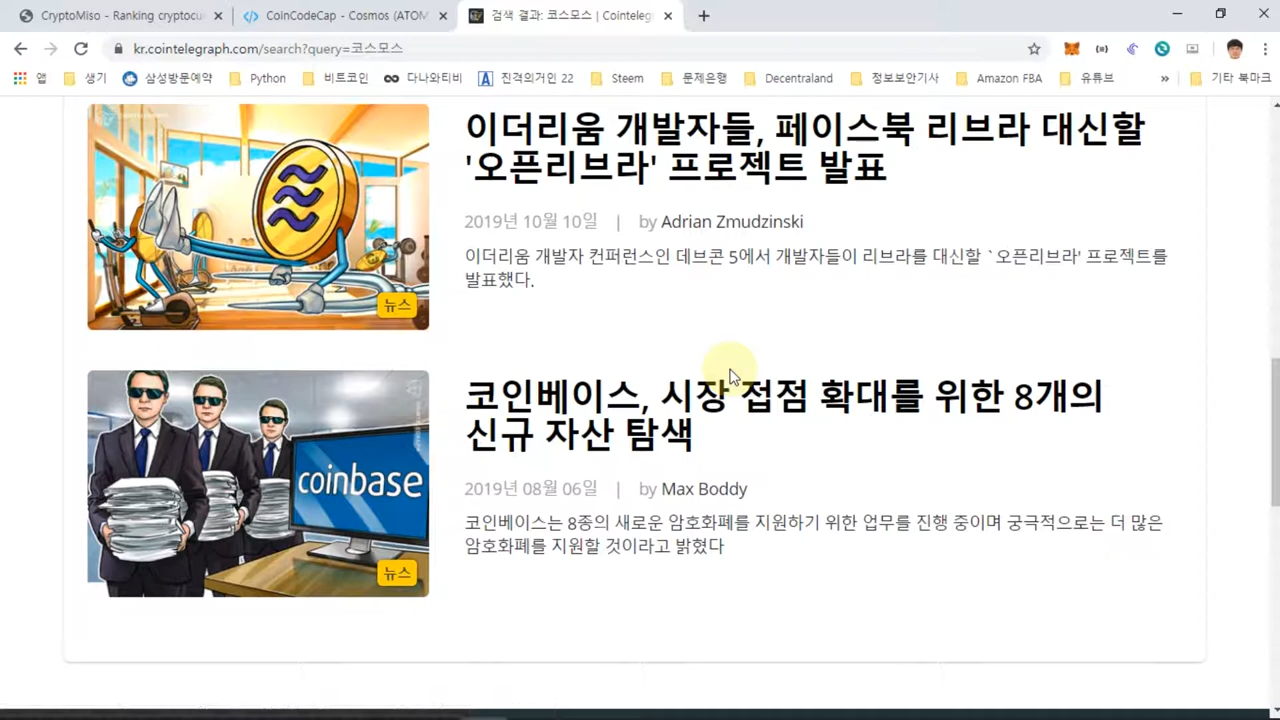 CryptoMiso - Ranking cryptocu
CoinCodeCap - Cosmos (ATOM
검색 결과: 코스모스 | Cointeleg
kr.cointelegraph.com/search?query=코스모스
앱
생기
삼성방문예약
Python
비트코인
다나와티비
진격의거인 22
Steem
문제은행
Decentraland
정보보안기사
Amazon FBA
유튜브
기타 북마크
이더리움 개발자들, 페이스북 리브라 대신할
'오픈리브라' 프로젝트 발표
2019년 10월 10일 | by Adrian Zmudzinski
이더리움 개발자 컨퍼런스인 데브콘 5에서 개발자들이 리브라를 대신할 `오픈리브라' 프로젝트를
발표했다.
뉴스
코인베이스, 시장 접점 확대를 위한 8개의
신규 자산 탐색
2019년 08월 06일 | by Max Boddy
코인베이스는 8종의 새로운 암호화폐를 지원하기 위한 업무를 진행 중이며 궁극적으로는 더 많은
암호화폐를 지원할 것이라고 밝혔다
coinbase
뉴스